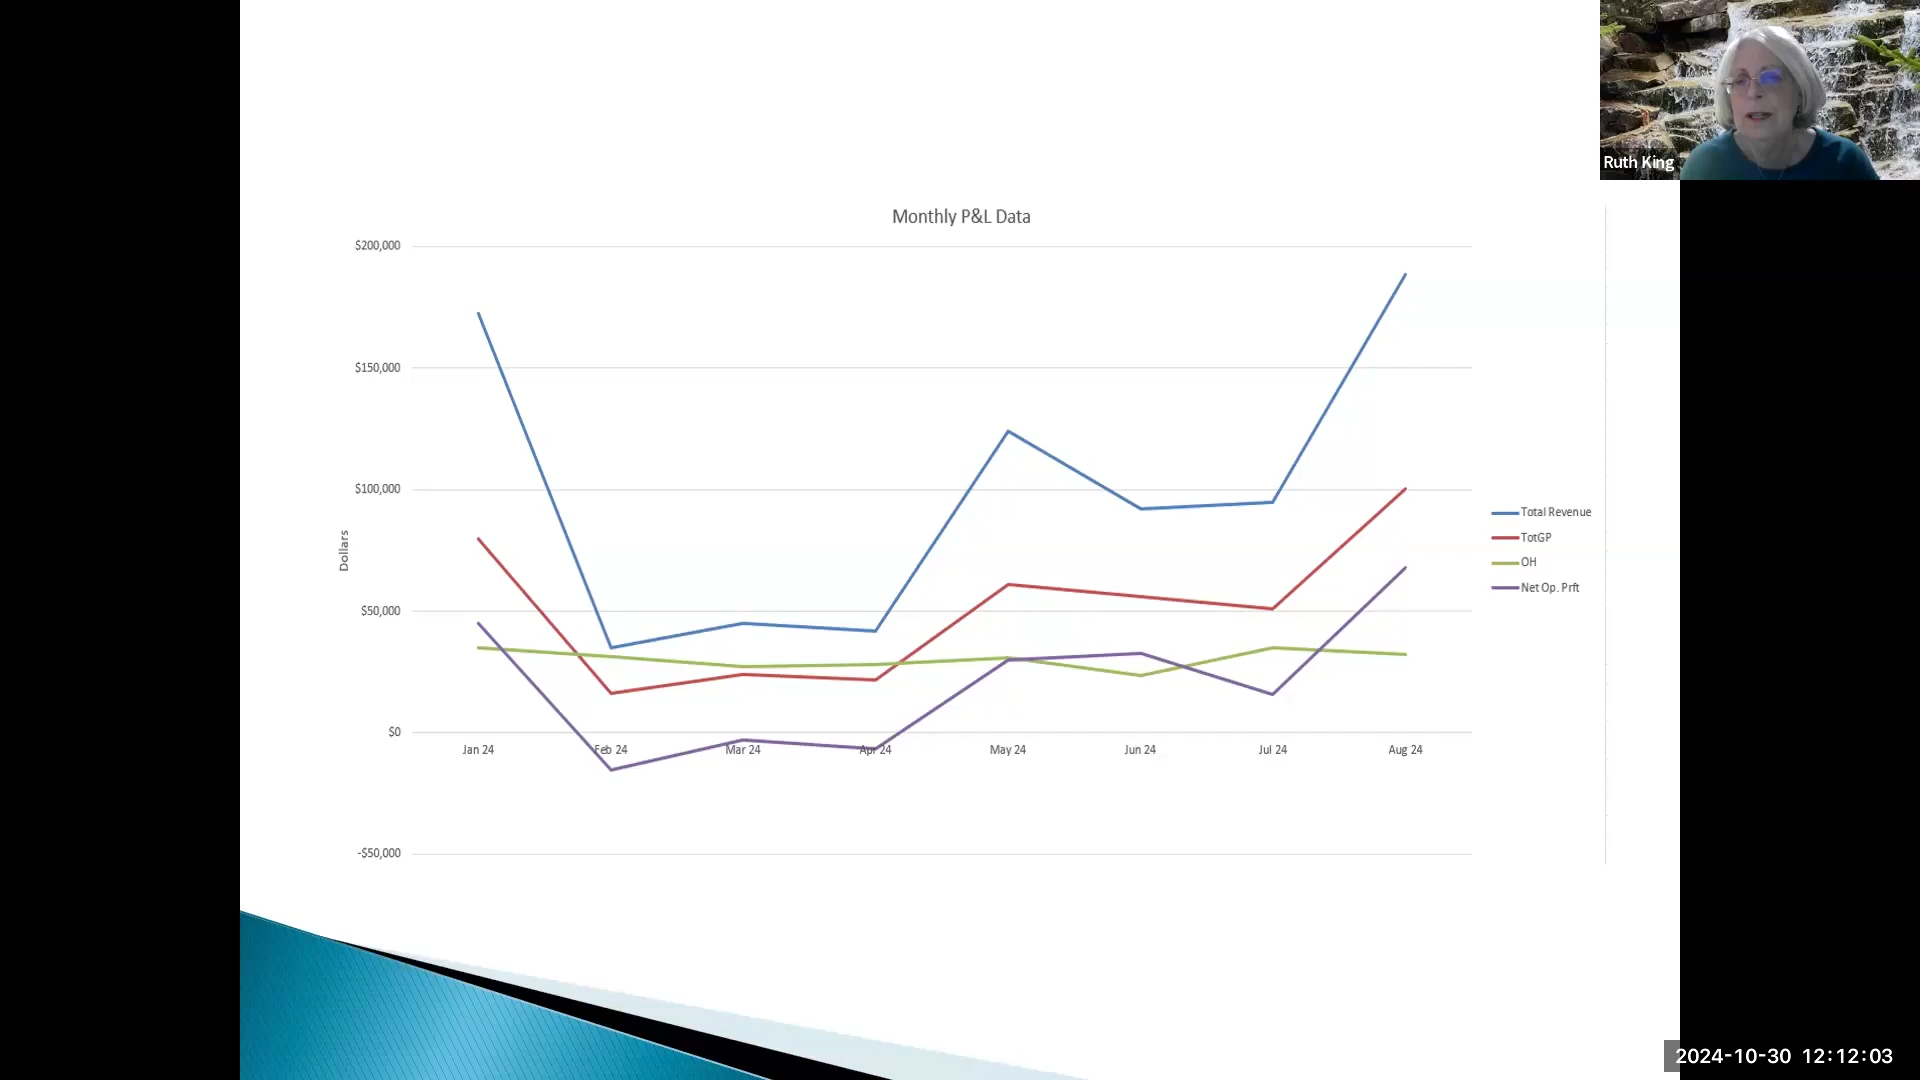 Ruth King
Monthly P&L Data
$200,000
$150,000
$100,000
$50,000
$0
-$50,000
Dollars
Jan 24
Feb 24
Mar 24
Apr 24
May 24
Jun 24
Jul 24
Aug 24
Total Revenue
TotGP
OH
Net Op. Prft
2024-10-30 12:12:03